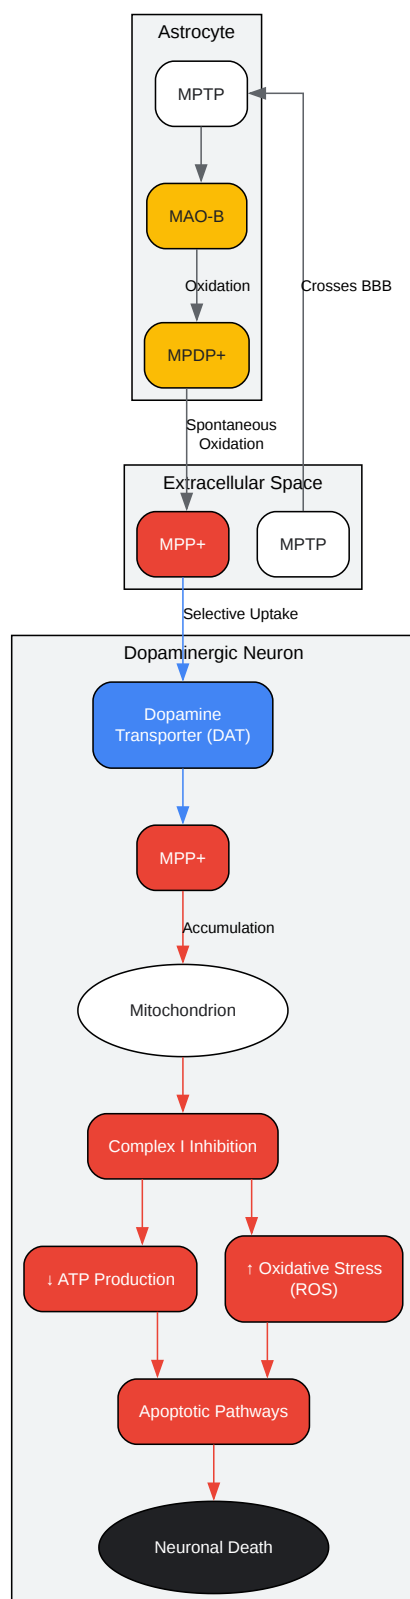 Astrocyte
MPTP
MAO-B
Oxidation
Crosses BBB
MPDP+
Spontaneous
Oxidation
Extracellular Space
MPP+
MPTP
Selective Uptake
Dopaminergic Neuron
Dopamine
Transporter (DAT)
MPP+
Accumulation
Mitochondrion
Complex I Inhibition
↓ ATP Production
↑ Oxidative Stress
(ROS)
Apoptotic Pathways
Neuronal Death